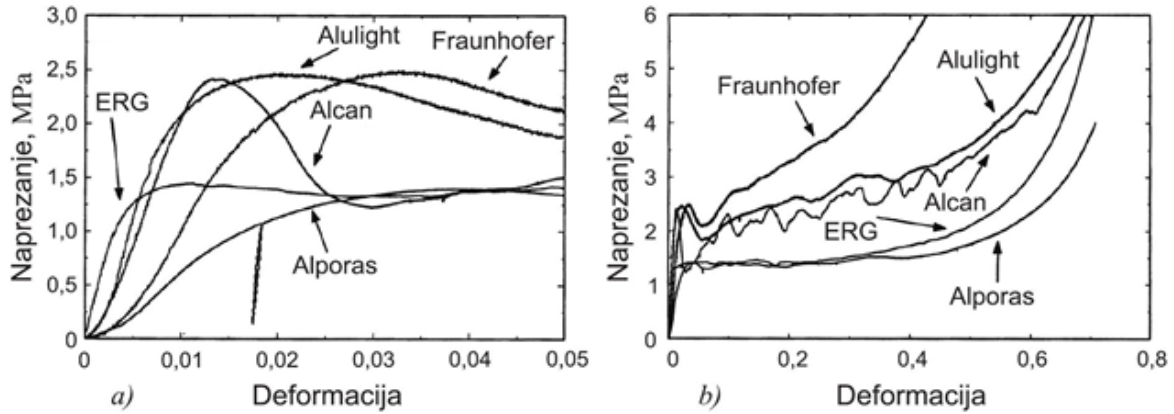 3,0
2,5
2,0
1,5
1,0
0,5
0
Naprezanje, MPa
Alulight
Fraunhofer
ERG
Alcan
Alporas
0 0,01 0,02 0,03 0,04 0,05
a) Deformacija
6
5
4
3
2
1
0
Naprezanje, MPa
Fraunhofer
Alulight
Alcan
ERG
Alporas
0 0,2 0,4 0,6 0,8
b) Deformacija